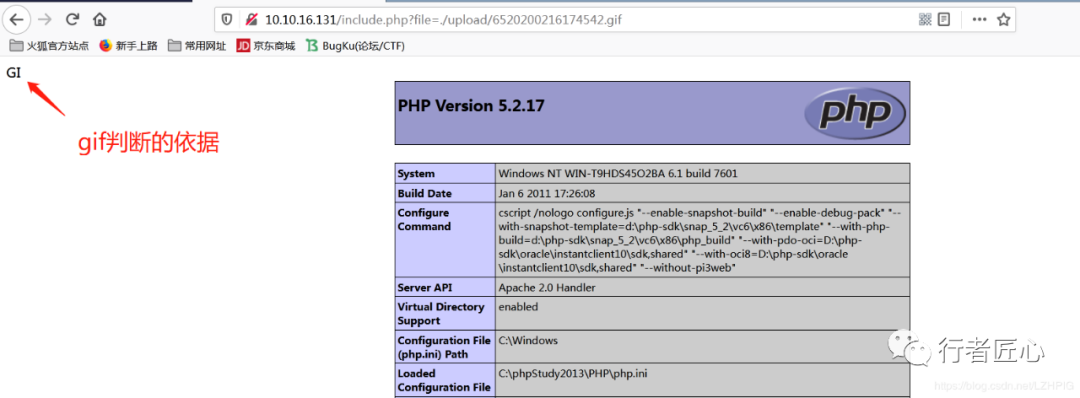 10.10.16.131/include.php?file=./upload/6520200216174542.gif
火狐官方站点 新手上路 常用网址 JD 京东商城 BugKu(论坛/CTF)
GI
gif判断的依据
PHP Version 5.2.17
php
System Windows NT WIN-T9HDS45O2BA 6.1 build 7601
Build Date Jan 6 2011 17:26:08
Configure cscript /nologo configure.js "--enable-snapshot-build" "--enable-debug-pack" "--
Command with-snapshot-template=d:\php-sdk\snap_5_2\vc6\x86\template" "--with-php-
build=d:\php-sdk\snap_5_2\vc6\x86\php_build" "--with-pdo-oci=D:\php-
sdk\oracle\instantclient10\sdk,shared" "--with-oci8=D:\php-sdk\oracle
\instantclient10\sdk,shared" "--without-pi3web"
Server API Apache 2.0 Handler
Virtual Directory enabled
Support
Configuration File C:\Windows
(php.ini) Path
Loaded C:\phpStudy2013\PHP\php.ini
Configuration File
行者匠心
https://blog.csdn.net/LZHPIG